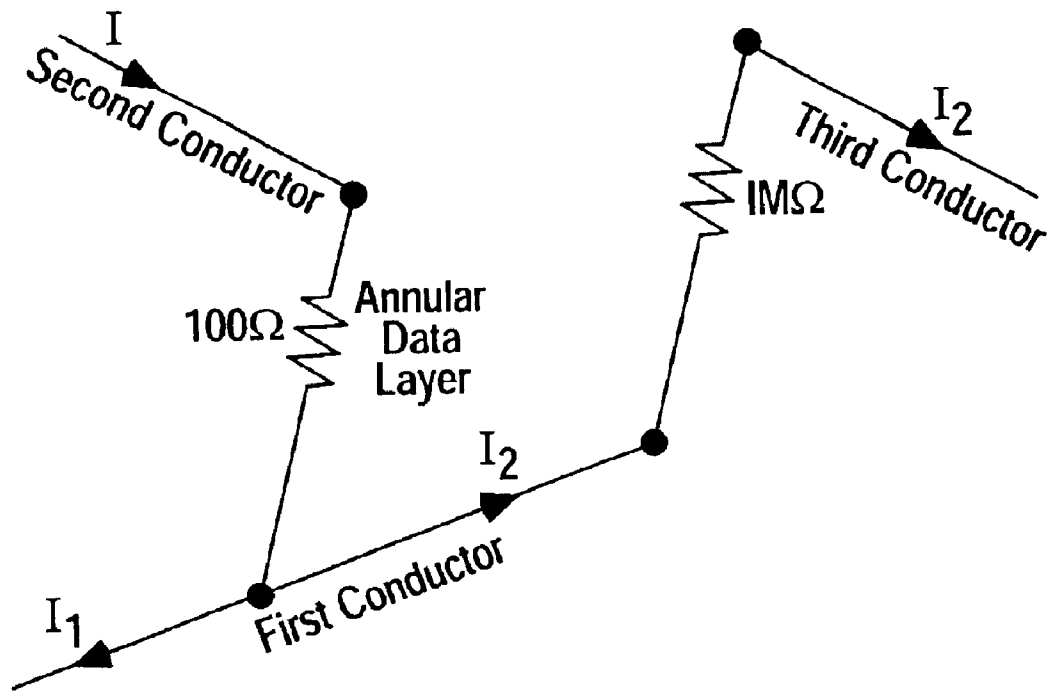 I
Second Conductor
I₂
Third Conductor
IMΩ
100Ω
Annular
Data
Layer
I₂
First Conductor
I₁